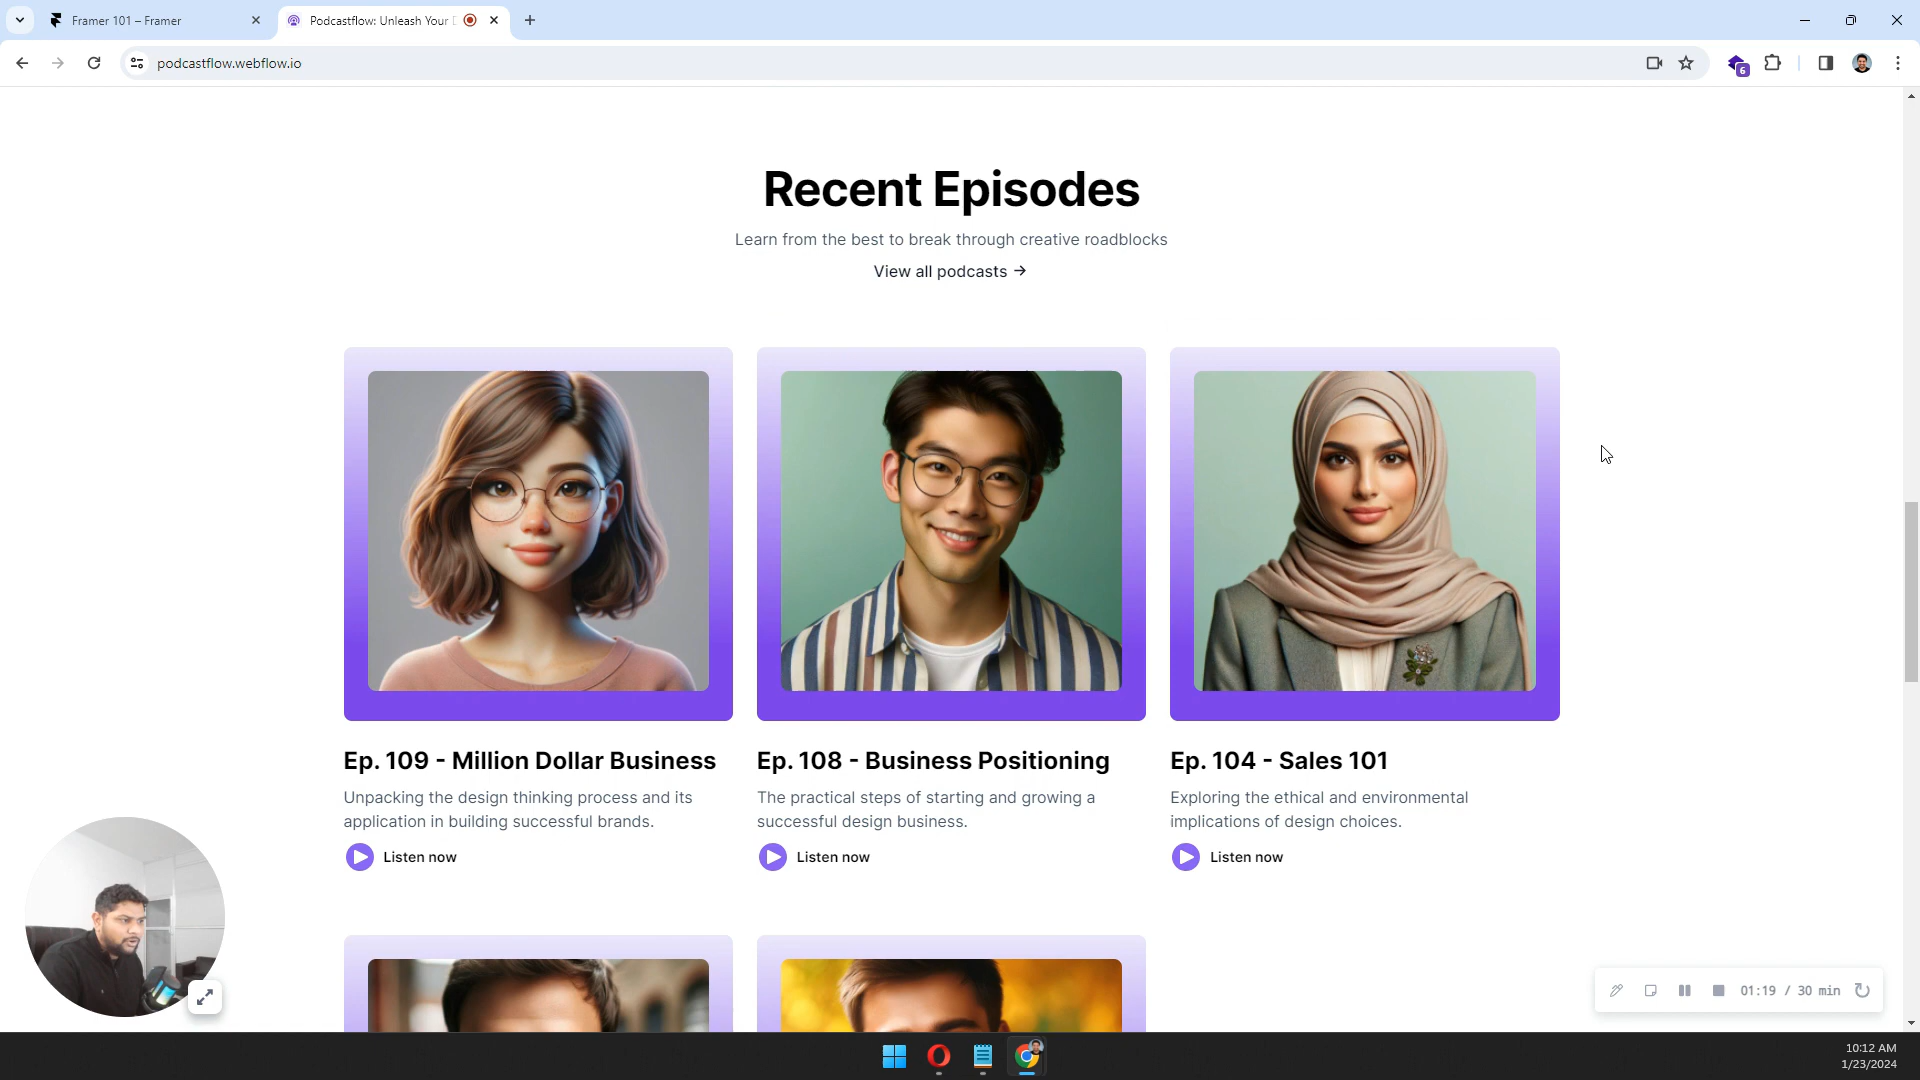 Framer 101 – Framer
Podcastflow: Unleash Your
podcastflow.webflow.io
6
Recent Episodes
Learn from the best to break through creative roadblocks
View all podcasts →
Ep. 109 - Million Dollar Business
Unpacking the design thinking process and its
application in building successful brands.
Listen now
Ep. 108 - Business Positioning
The practical steps of starting and growing a
successful design business.
Listen now
Ep. 104 - Sales 101
Exploring the ethical and environmental
implications of design choices.
Listen now
01:19 / 30 min
10:12 AM
1/23/2024